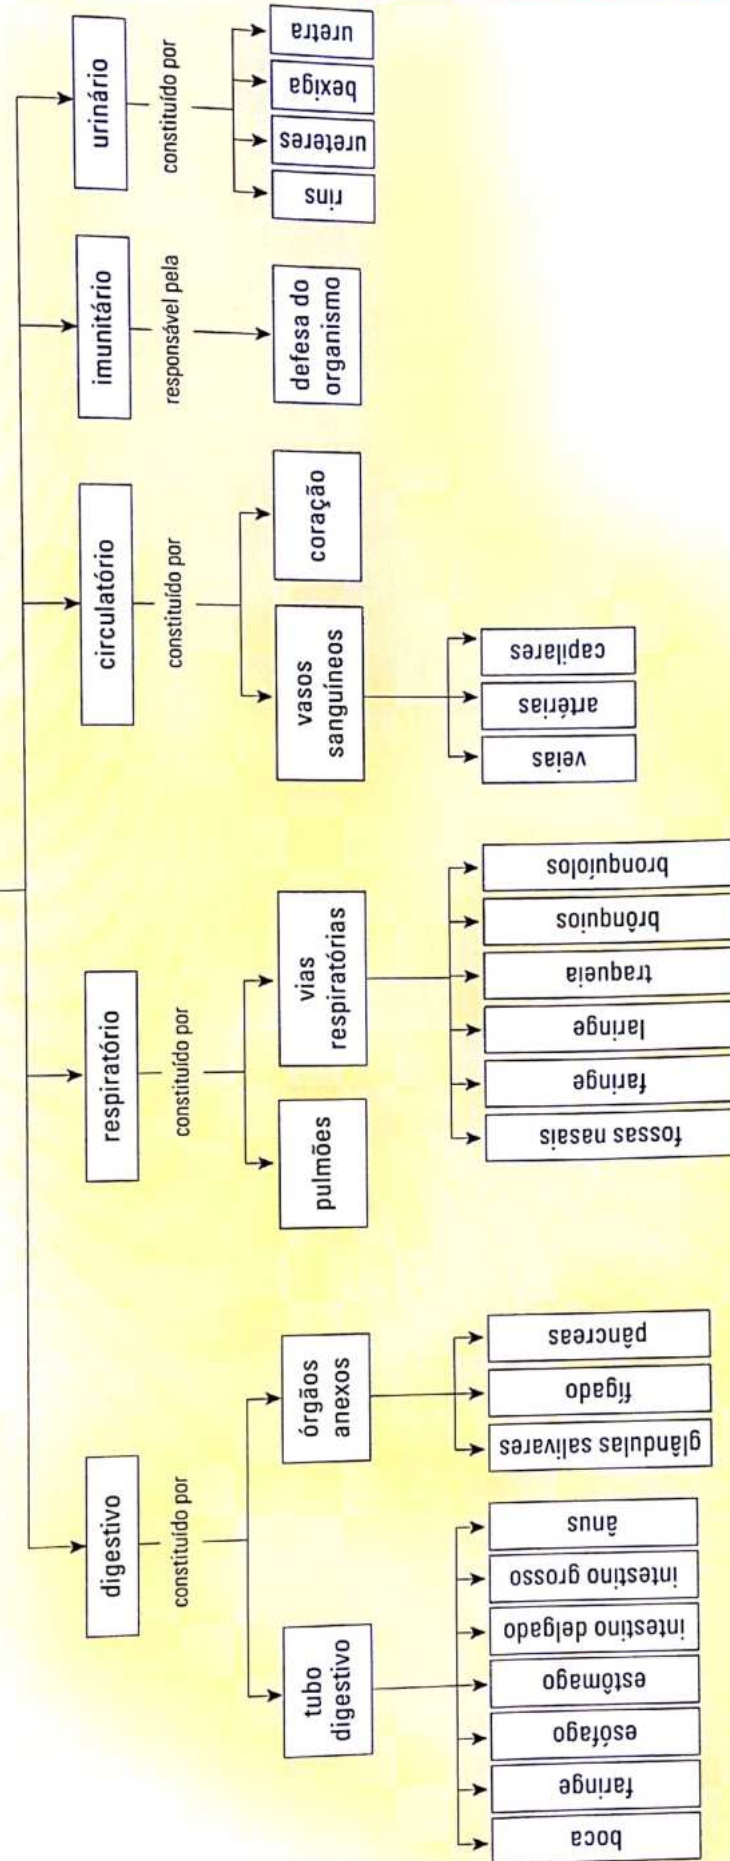 digestivo
constituído por
tubo
digestivo
boca
faringe
esófago
estômago
intestino delgado
intestino grosso
ânus
órgãos
anexos
glândulas salivares
fígado
pâncreas
respiratório
constituído por
pulmões
vias
respiratórias
fossas nasais
faringe
laringe
traqueia
brônquios
bronquíolos
circulatório
constituído por
vasos
sanguíneos
veias
artérias
capilares
coração
imunitário
responsável pela
defesa do
organismo
urinário
constituído por
rins
ureteres
bexiga
uretra